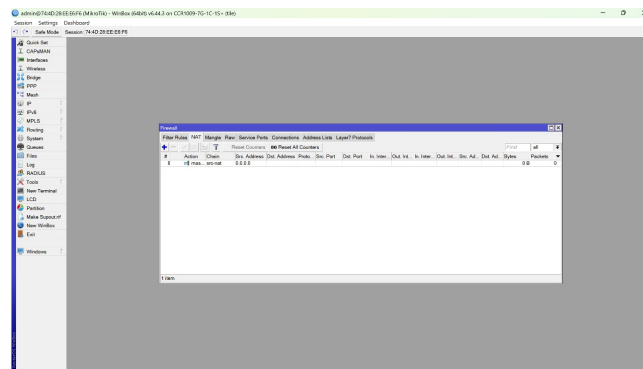 admin@74:4D:28:EE:E6:F6 (MikroTik) - WinBox (64bit) v6.44.3 on CCR1009-7G-1C-1S+ (tile)
Session Settings Dashboard
Safe Mode Session: 74:4D:28:EE:E6:F6
Quick Set
CAPsMAN
Interfaces
Wireless
Bridge
PPP
Mesh
IP
IPv6
MPLS
Routing
System
Queues
Files
Log
RADIUS
Tools
New Terminal
LCD
Partition
Make Supout.rif
New WinBox
Exit
Windows
Firewall
Filter Rules NAT Mangle Raw Service Ports Connections Address Lists Layer7 Protocols
Reset Counters 00 Reset All Counters Find all
# Action Chain Src. Address Dst. Address Proto... Src. Port Dst. Port In. Inter... Out. Int... In. Inter... Out. Int... Src. Ad... Dst. Ad... Bytes Packets
mas... src-nat 0.0.0.0 0 B 0
1 item